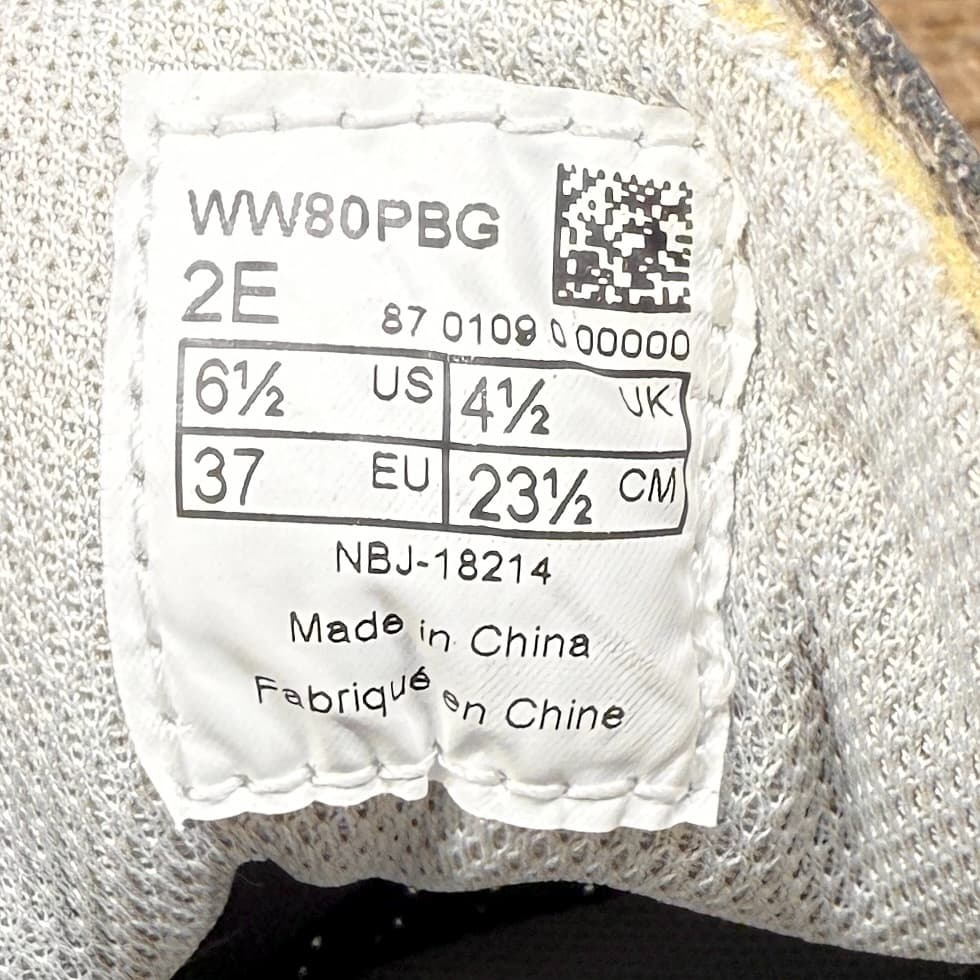 WW80PBG
2E
87 0109 0 00000
6½ US 4½ UK
37 EU 23½ CM
NBJ-18214
Made in China
Fabriqué en Chine